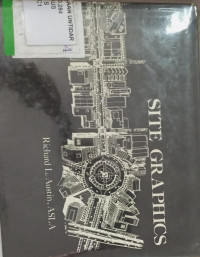 SITE GRAPHICS
Richard L. Austin, ASLA